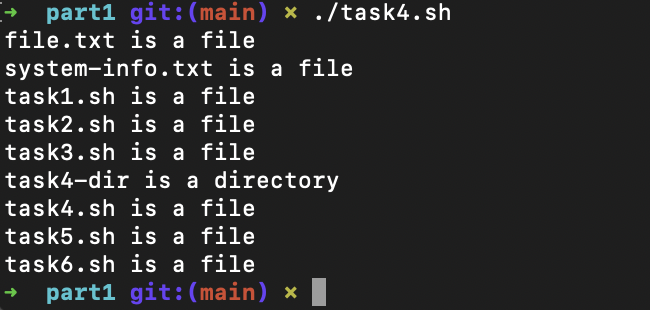 ➜  part1 git:(main) ✗ ./task4.sh
file.txt is a file
system-info.txt is a file
task1.sh is a file
task2.sh is a file
task3.sh is a file
task4-dir is a directory
task4.sh is a file
task5.sh is a file
task6.sh is a file
➜  part1 git:(main) ✗